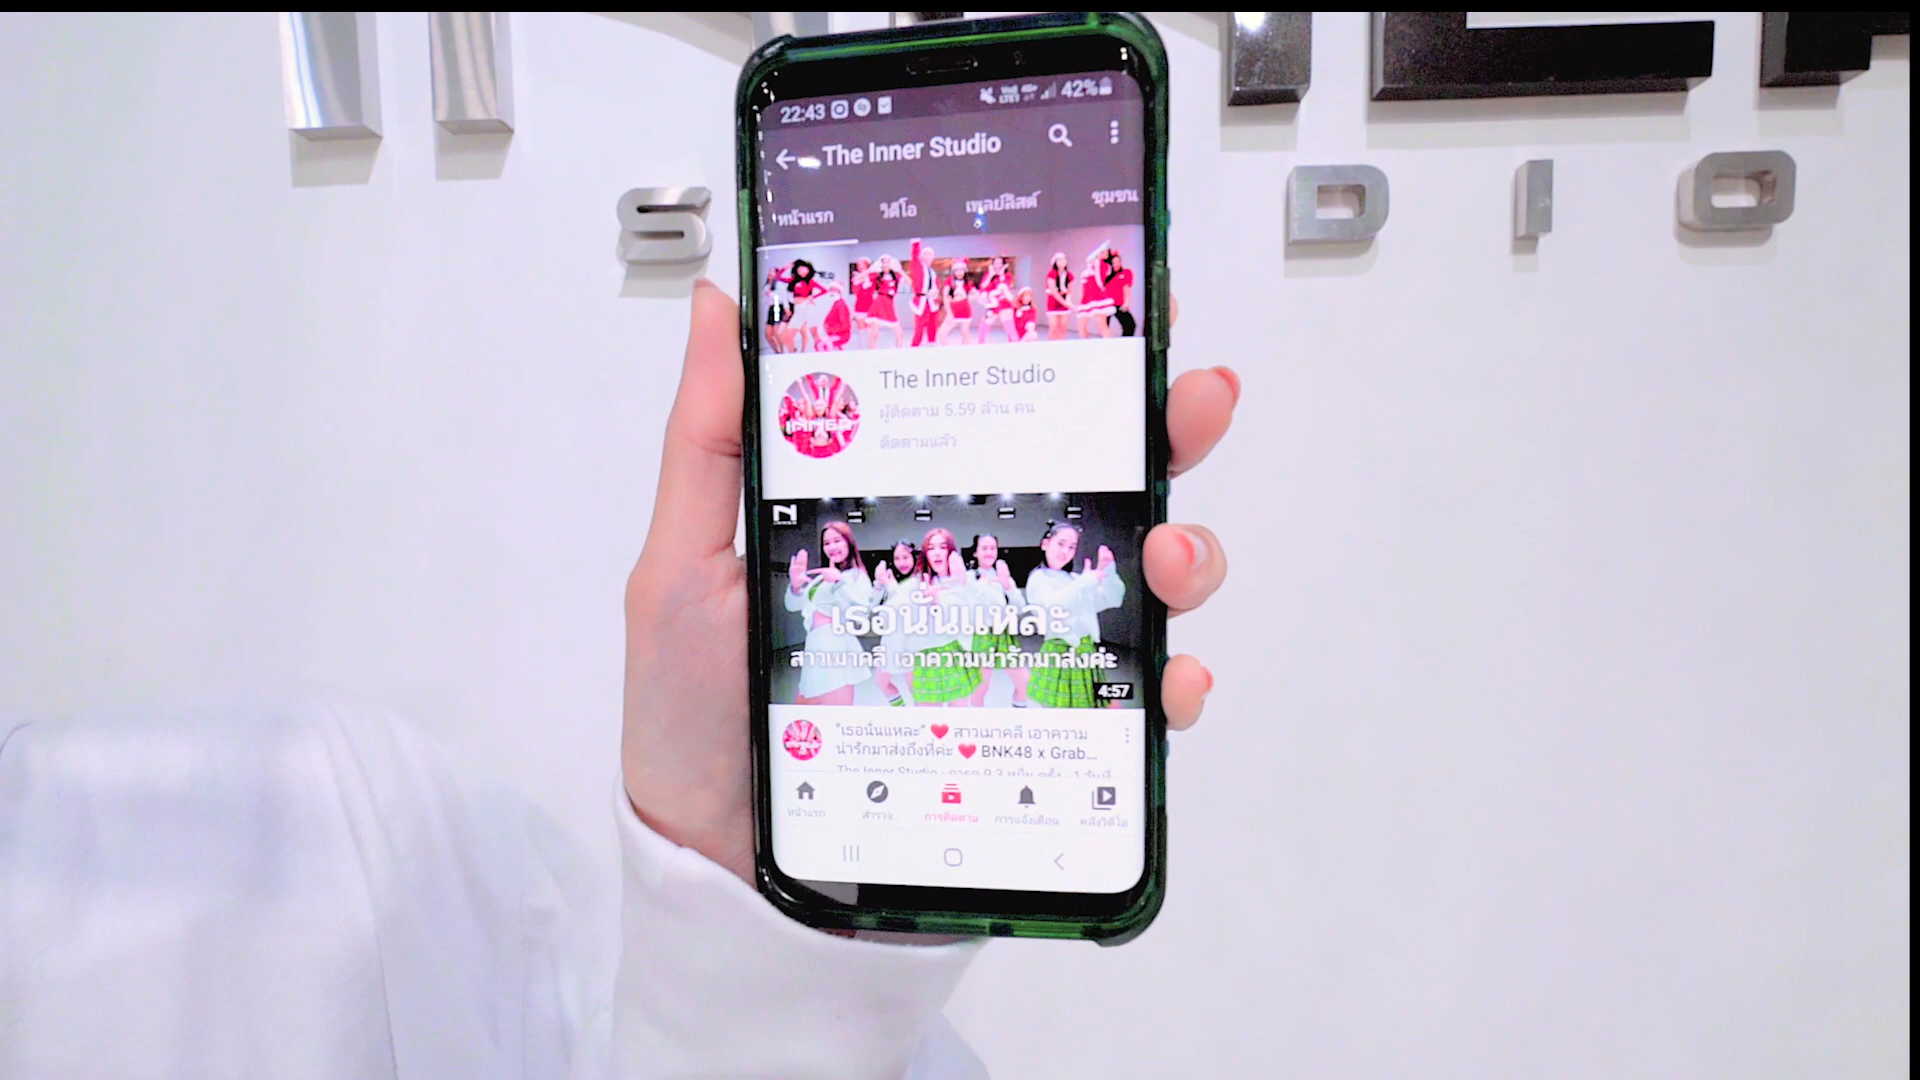 22:43 42%
The Inner Studio
หน้าแรก วิดีโอ เพลย์ลิสต์ ชุมชน
The Inner Studio
ผู้ติดตาม 5.59 ล้าน คน
ติดตามแล้ว
INNER
เธอนั่นแหละ
สาวเมาคลี เอาความน่ารักมาส่งค่ะ
4:57
"เธอนั่นแหละ" ❤️ สาวเมาคลี เอาความ
น่ารักมาส่งถึงที่ค่ะ ❤️ BNK48 x Grab...
หน้าแรก สำรวจ การติดตาม การแจ้งเตือน คลังวิดีโอ
S DIO